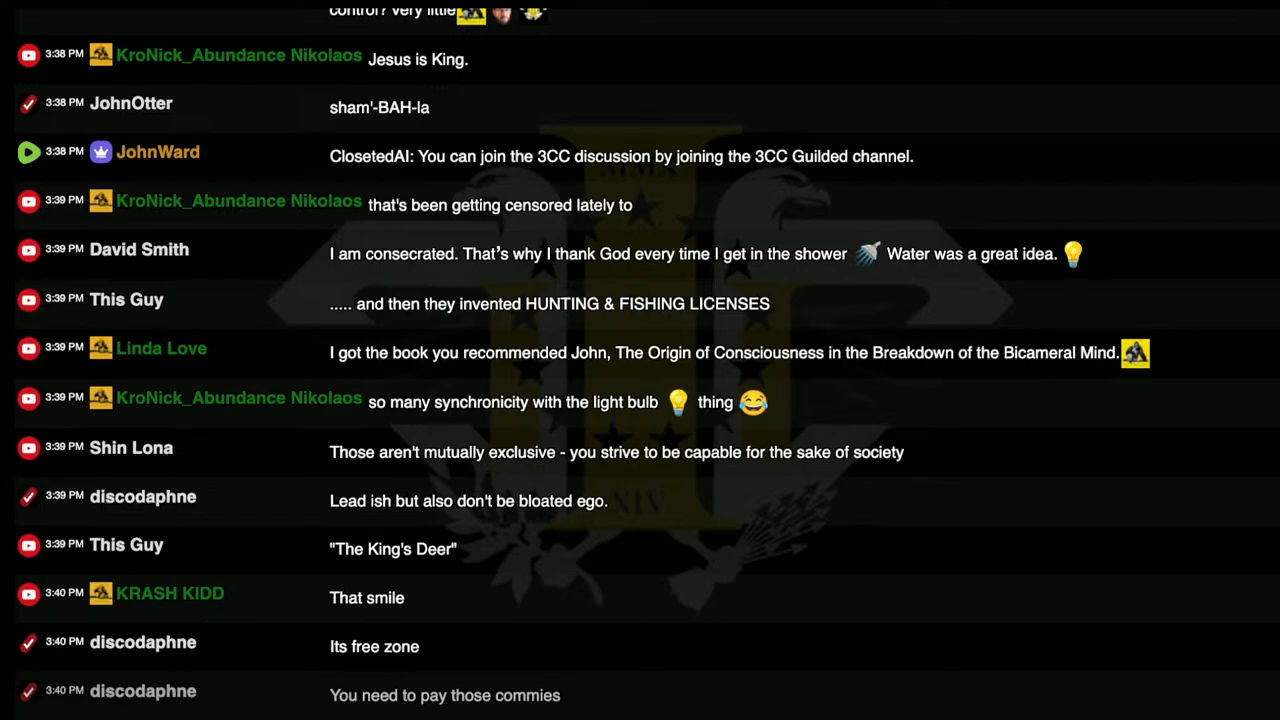 control? very little
3:38 PM KroNick_Abundance Nikolaos Jesus is King.
3:38 PM JohnOtter sham'-BAH-la
3:38 PM JohnWard ClosetedAI: You can join the 3CC discussion by joining the 3CC Guilded channel.
3:39 PM KroNick_Abundance Nikolaos that's been getting censored lately to
3:39 PM David Smith I am consecrated. That's why I thank God every time I get in the shower 🚿 Water was a great idea. 💡
3:39 PM This Guy ..... and then they invented HUNTING & FISHING LICENSES
3:39 PM Linda Love I got the book you recommended John, The Origin of Consciousness in the Breakdown of the Bicameral Mind.
3:39 PM KroNick_Abundance Nikolaos so many synchronicity with the light bulb 💡 thing 😂
3:39 PM Shin Lona Those aren't mutually exclusive - you strive to be capable for the sake of society
3:39 PM discodaphne Lead ish but also don't be bloated ego.
3:39 PM This Guy "The King's Deer"
3:40 PM KRASH KIDD That smile
3:40 PM discodaphne Its free zone
3:40 PM discodaphne You need to pay those commies
MMX
XIV